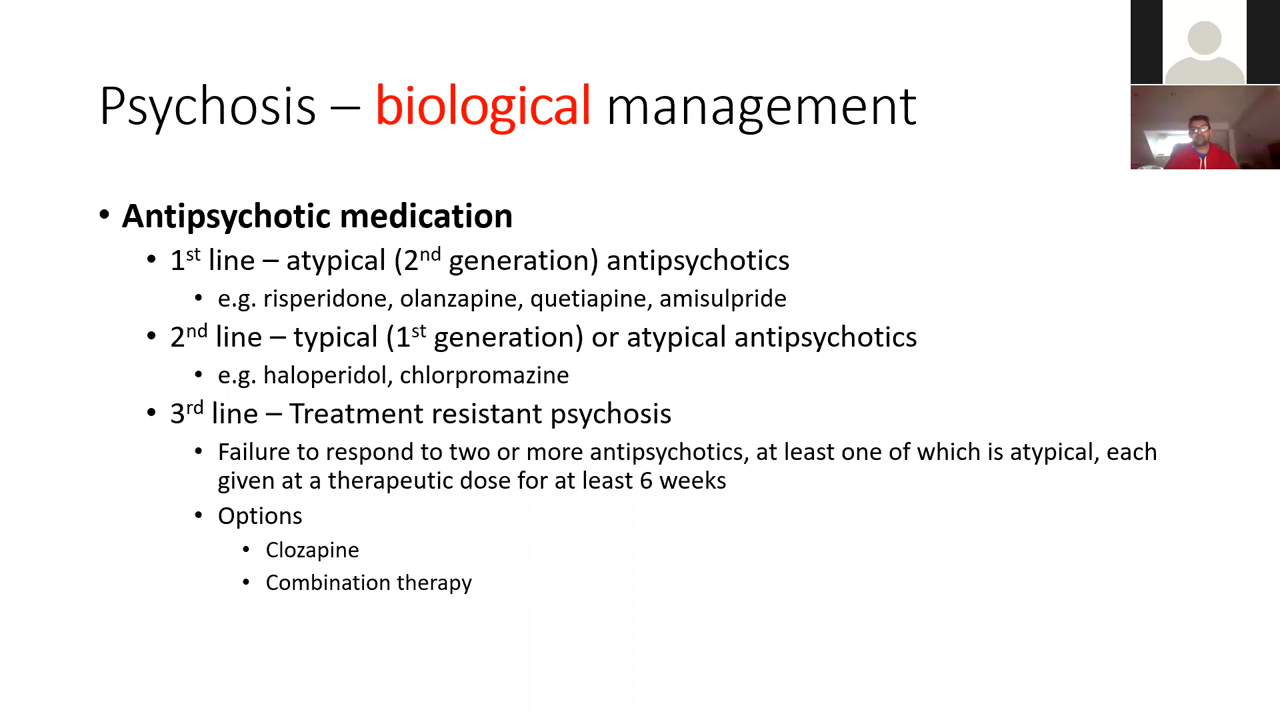 Psychosis – biological management
• Antipsychotic medication
• 1st line – atypical (2nd generation) antipsychotics
• e.g. risperidone, olanzapine, quetiapine, amisulpride
• 2nd line – typical (1st generation) or atypical antipsychotics
• e.g. haloperidol, chlorpromazine
• 3rd line – Treatment resistant psychosis
• Failure to respond to two or more antipsychotics, at least one of which is atypical, each
given at a therapeutic dose for at least 6 weeks
• Options
• Clozapine
• Combination therapy